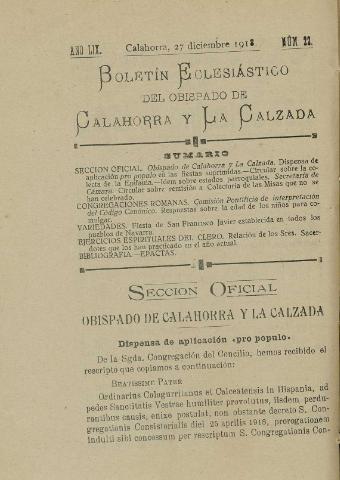 AÑO LIX. Calahorra, 27 diciembre 1918 NÚM 22.
BOLETÍN ECLESIÁSTICO
DEL OBISPADO DE
CALAHORRA Y LA CALZADA
SUMARIO
SECCION OFICIAL. Obispado de Calahorra y La Calzada. Dispensa de
aplicación pro populo en las fiestas suprimidas.—Circular sobre la co-
lecta de la Epifanía.—Idem sobre estados parroquiales. Secretaría de
Cámara. Circular sobre remisión a Colecturia de las Misas que no se
han celebrado.
CONGREGACIONES ROMANAS. Comisión Pontificia de interpretación
del Código Canónico. Respuestas sobre la edad de los niños para co-
mulgar.
VARIEDADES. Fiesta de San Francisco Javier establecida en todos los
pueblos de Navarra.
EJERCICIOS ESPIRITUALES DEL CLERO. Relación de los Sres. Sacer-
dotes que los han practicado en el año actual.
BIBLIOGRAFIA.—EPACTAS.
SECCION OFICIAL
OBISPADO DE CALAHORRA Y LA CALZADA
Dispensa de aplicación «pro populo»
De la Sgda. Congregación del Concilio, hemos recibido el
rescripto que copiamos a continuación:
BEATISSIME PATER
Ordinarius Calagurritanus et Calceatensis in Hispania, ad
pedes Sanctitatis Vestrae humiliter provolutus, iisdem, perdu-
rantibus causis, enixe postulat, non obstante decreto S. Con-
gregationis Consistorialis diei 25 aprilis 1918, prorogationem
indulti sibi concessum per rescriptum S. Congregationis Con-